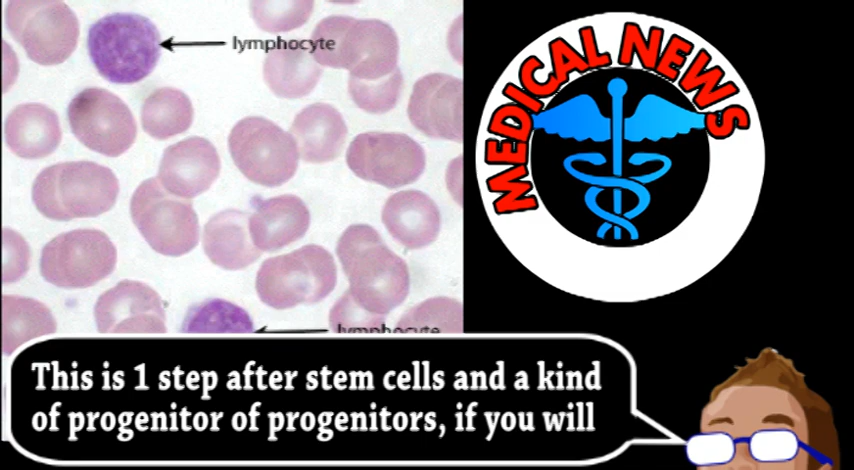 lymphocyte
MEDICAL NEWS
lymphocyte
This is 1 step after stem cells and a kind
of progenitor of progenitors, if you will